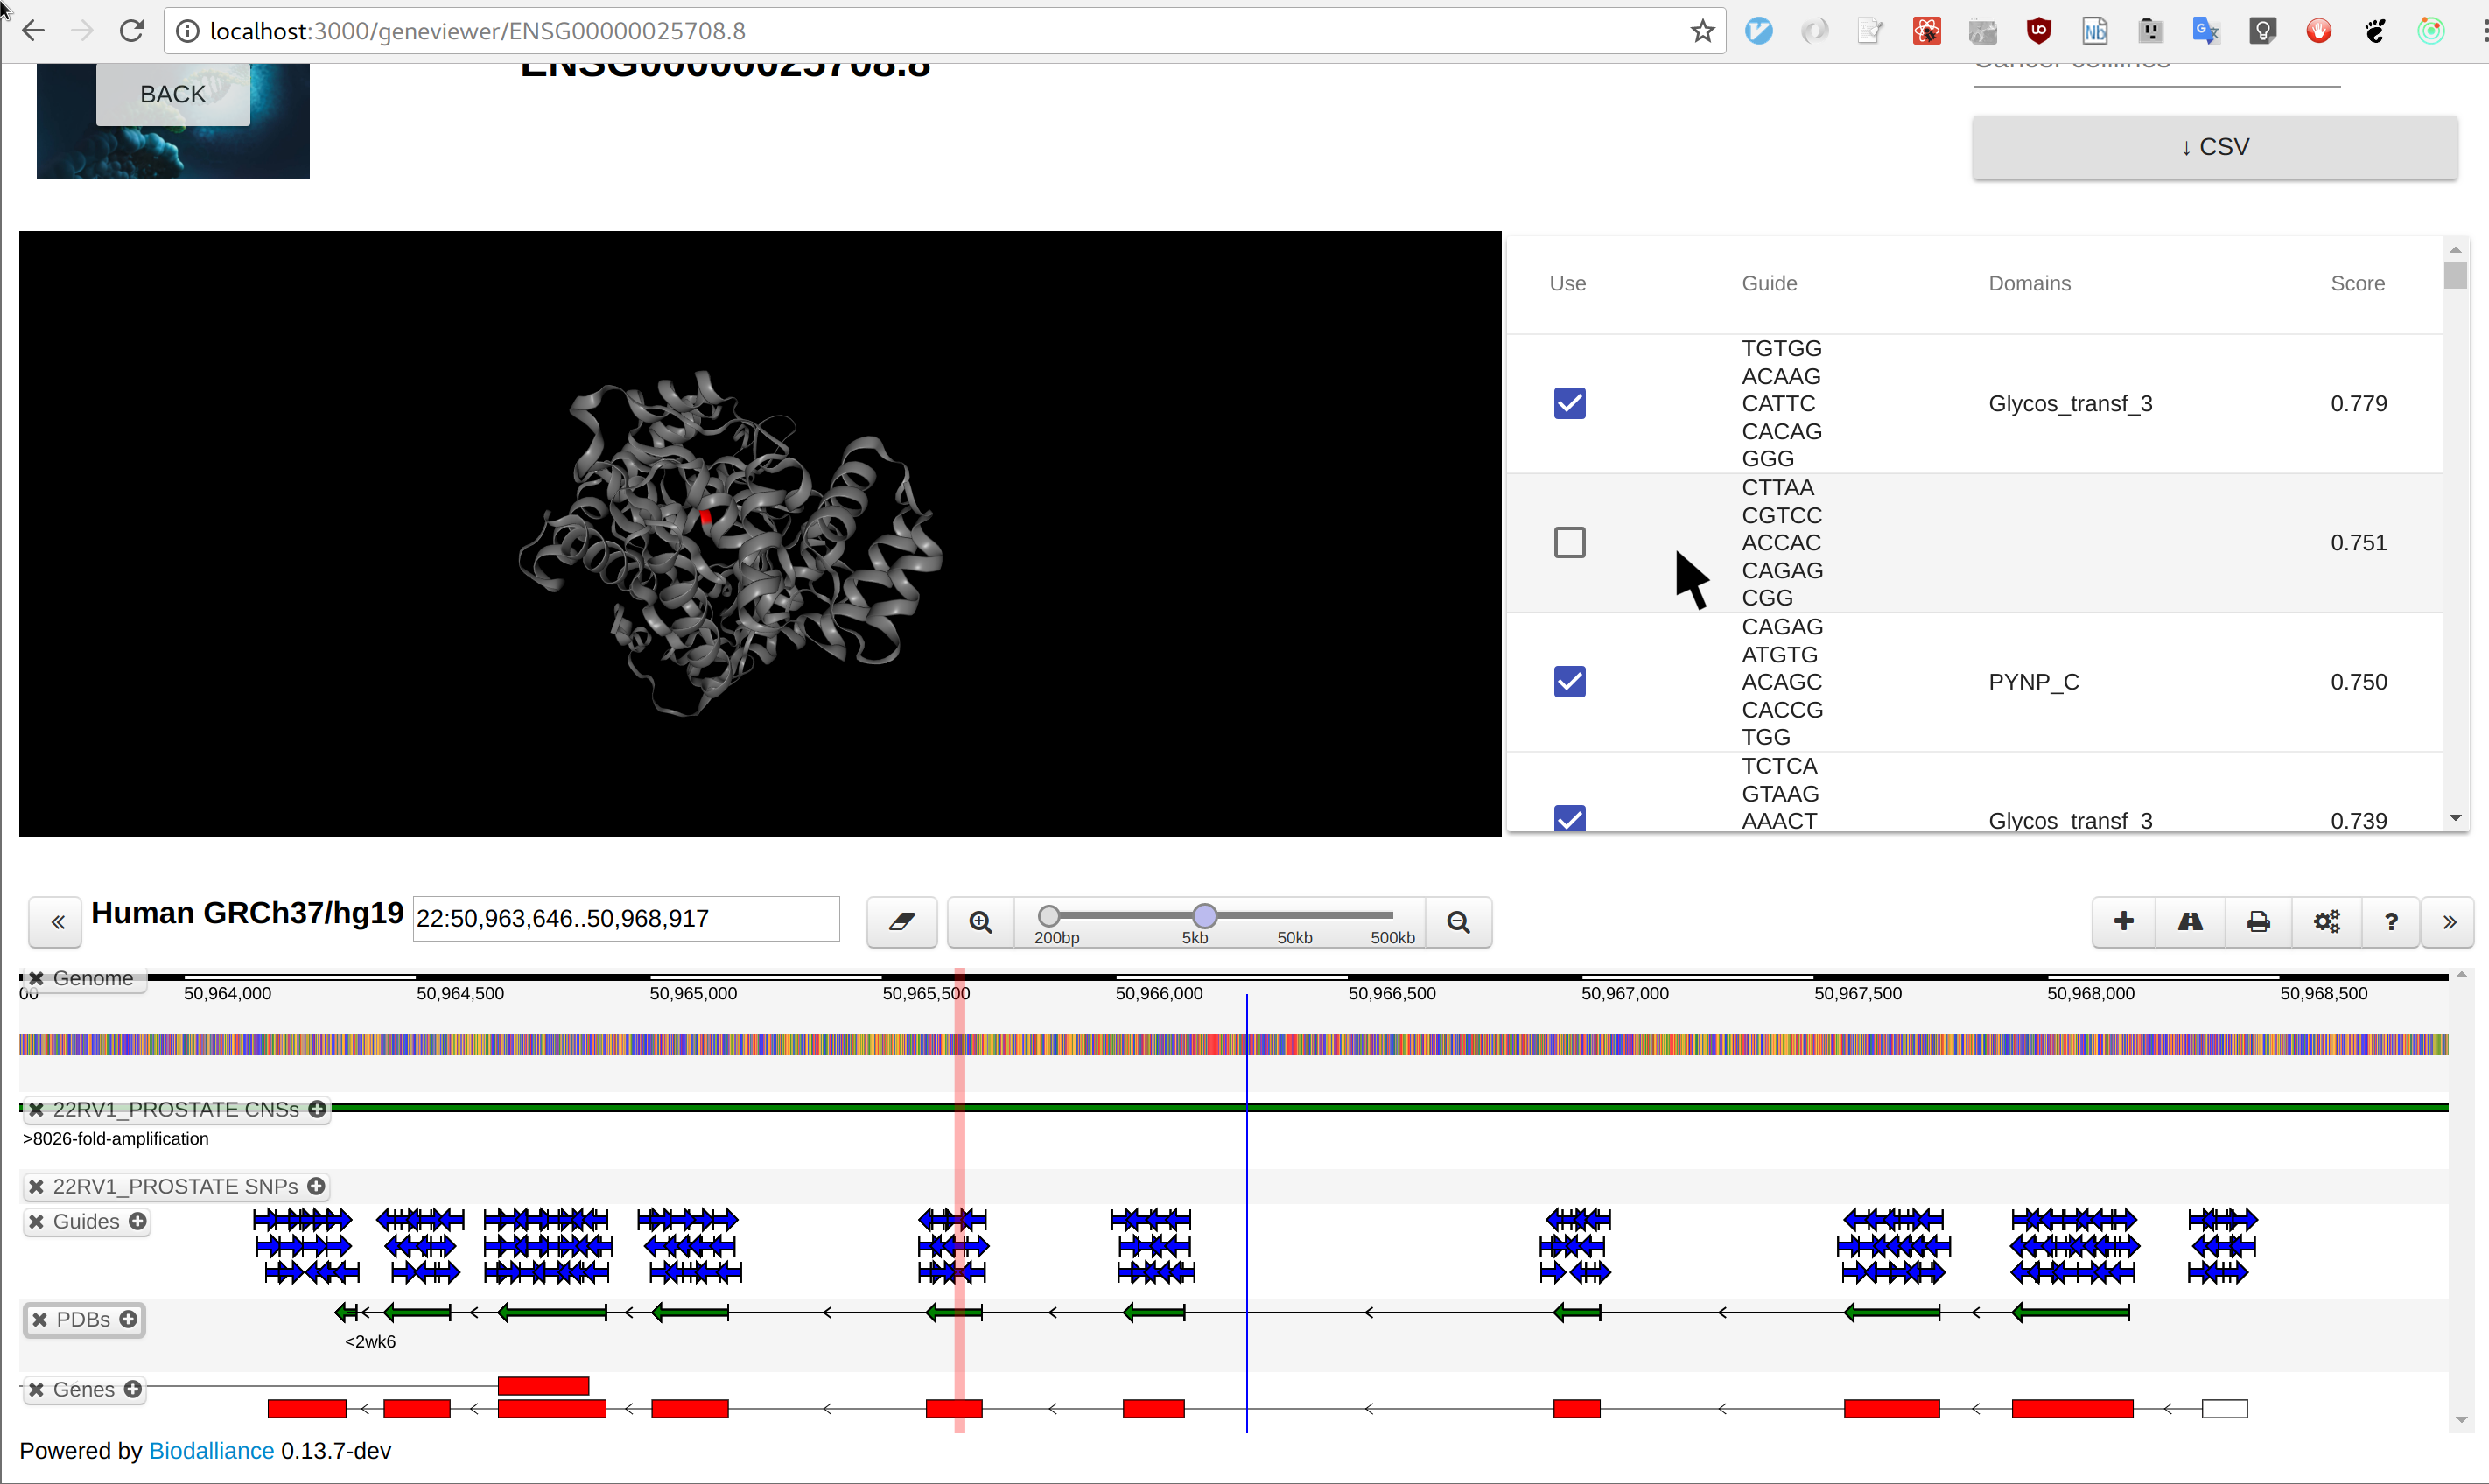 localhost:3000/geneviewer/ENSG00000025708.8
BACK
ENSG00000025708.8
Cancer celllines
↓ CSV
Use Guide Domains Score
TGTGG
ACAAG
CATTC
CACAG
GGG
Glycos_transf_3
0.779
CTTAA
CGTCC
ACCAC
CAGAG
CGG
0.751
CAGAG
ATGTG
ACAGC
CACCG
TGG
PYNP_C
0.750
TCTCA
GTAAG
AAACT
Glycos_transf_3
0.739
Human GRCh37/hg19
22:50,963,646..50,968,917
200bp 5kb 50kb 500kb
Genome
00 50,964,000 50,964,500 50,965,000 50,965,500 50,966,000 50,966,500 50,967,000 50,967,500 50,968,000 50,968,500
22RV1_PROSTATE CNSs
>8026-fold-amplification
22RV1_PROSTATE SNPs
Guides
PDBs
<2wk6
Genes
Powered by Biodalliance 0.13.7-dev